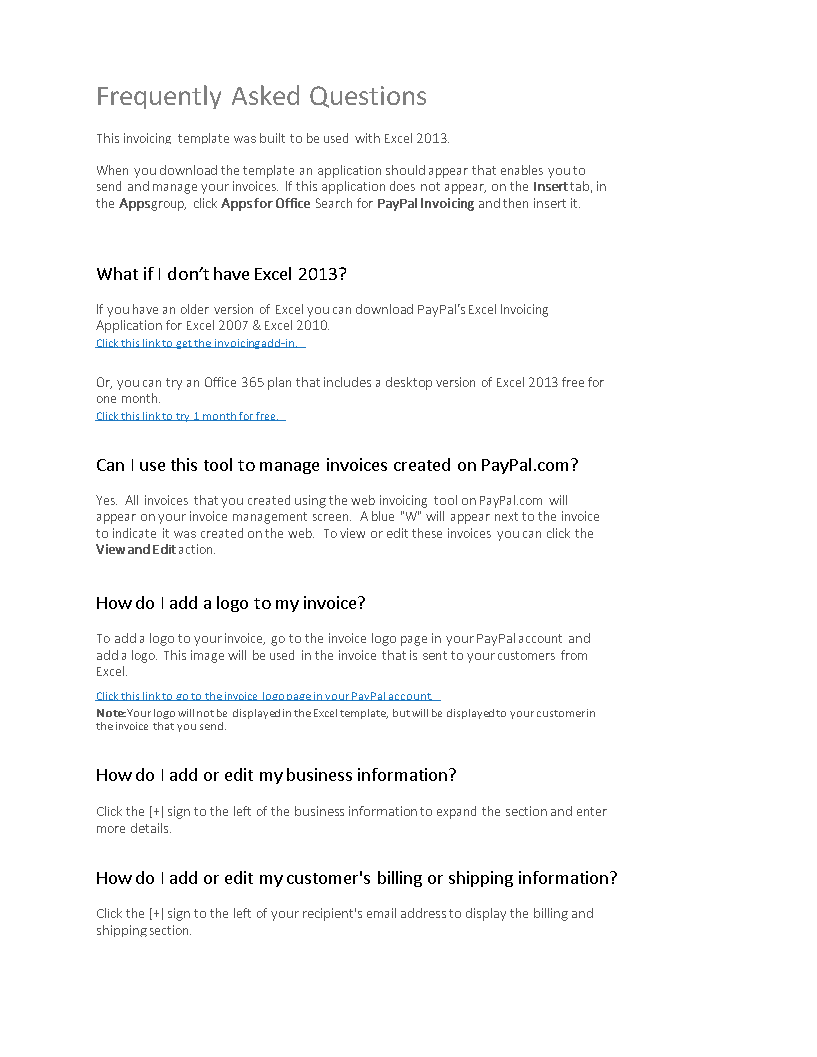 Frequently Asked Questions
This invoicing template was built to be used with Excel 2013.
When you download the template an application should appear that enables you to
send and manage your invoices. If this application does not appear, on the Insert tab, in
the Apps group, click Apps for Office Search for PayPal Invoicing and then insert it.
What if I don't have Excel 2013?
If you have an older version of Excel you can download PayPal's Excel Invoicing
Application for Excel 2007 & Excel 2010.
Click this link to get the invoicing add-in.
Or, you can try an Office 365 plan that includes a desktop version of Excel 2013 free for
one month.
Click this link to try 1 month for free.
Can I use this tool to manage invoices created on PayPal.com?
Yes. All invoices that you created using the web invoicing tool on PayPal.com will
appear on your invoice management screen. A blue "W" will appear next to the invoice
to indicate it was created on the web. To view or edit these invoices you can click the
View and Edit action.
How do I add a logo to my invoice?
To add a logo to your invoice, go to the invoice logo page in your PayPal account and
add a logo. This image will be used in the invoice that is sent to your customers from
Excel.
Click this link to go to the invoice logo page in your PayPal account.
Note: Your logo will not be displayed in the Excel template, but will be displayed to your customer in
the invoice that you send.
How do I add or edit my business information?
Click the [+] sign to the left of the business information to expand the section and enter
more details.
How do I add or edit my customer's billing or shipping information?
Click the [+] sign to the left of your recipient's email address to display the billing and
shipping section.